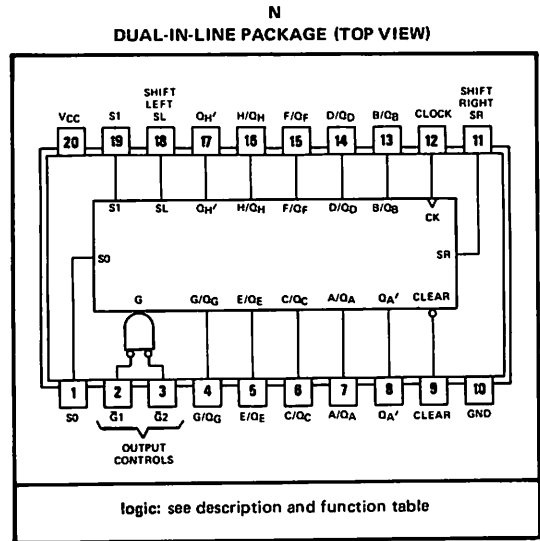 N
DUAL-IN-LINE PACKAGE (TOP VIEW)
SHIFT LEFT
SHIFT RIGHT
VCC S1 SL QH' H/QH F/QF D/QD B/QB CLOCK SR
20 19 18 17 16 15 14 13 12 11
S1 SL QH' H/QH F/QF D/QD B/QB CK
S0 SR
G G/QG E/QE C/QC A/QA QA' CLEAR
1 2 3 4 5 6 7 8 9 10
S0 G̅1 G̅2 G/QG E/QE C/QC A/QA QA' CLEAR GND
OUTPUT
CONTROLS
logic: see description and function table